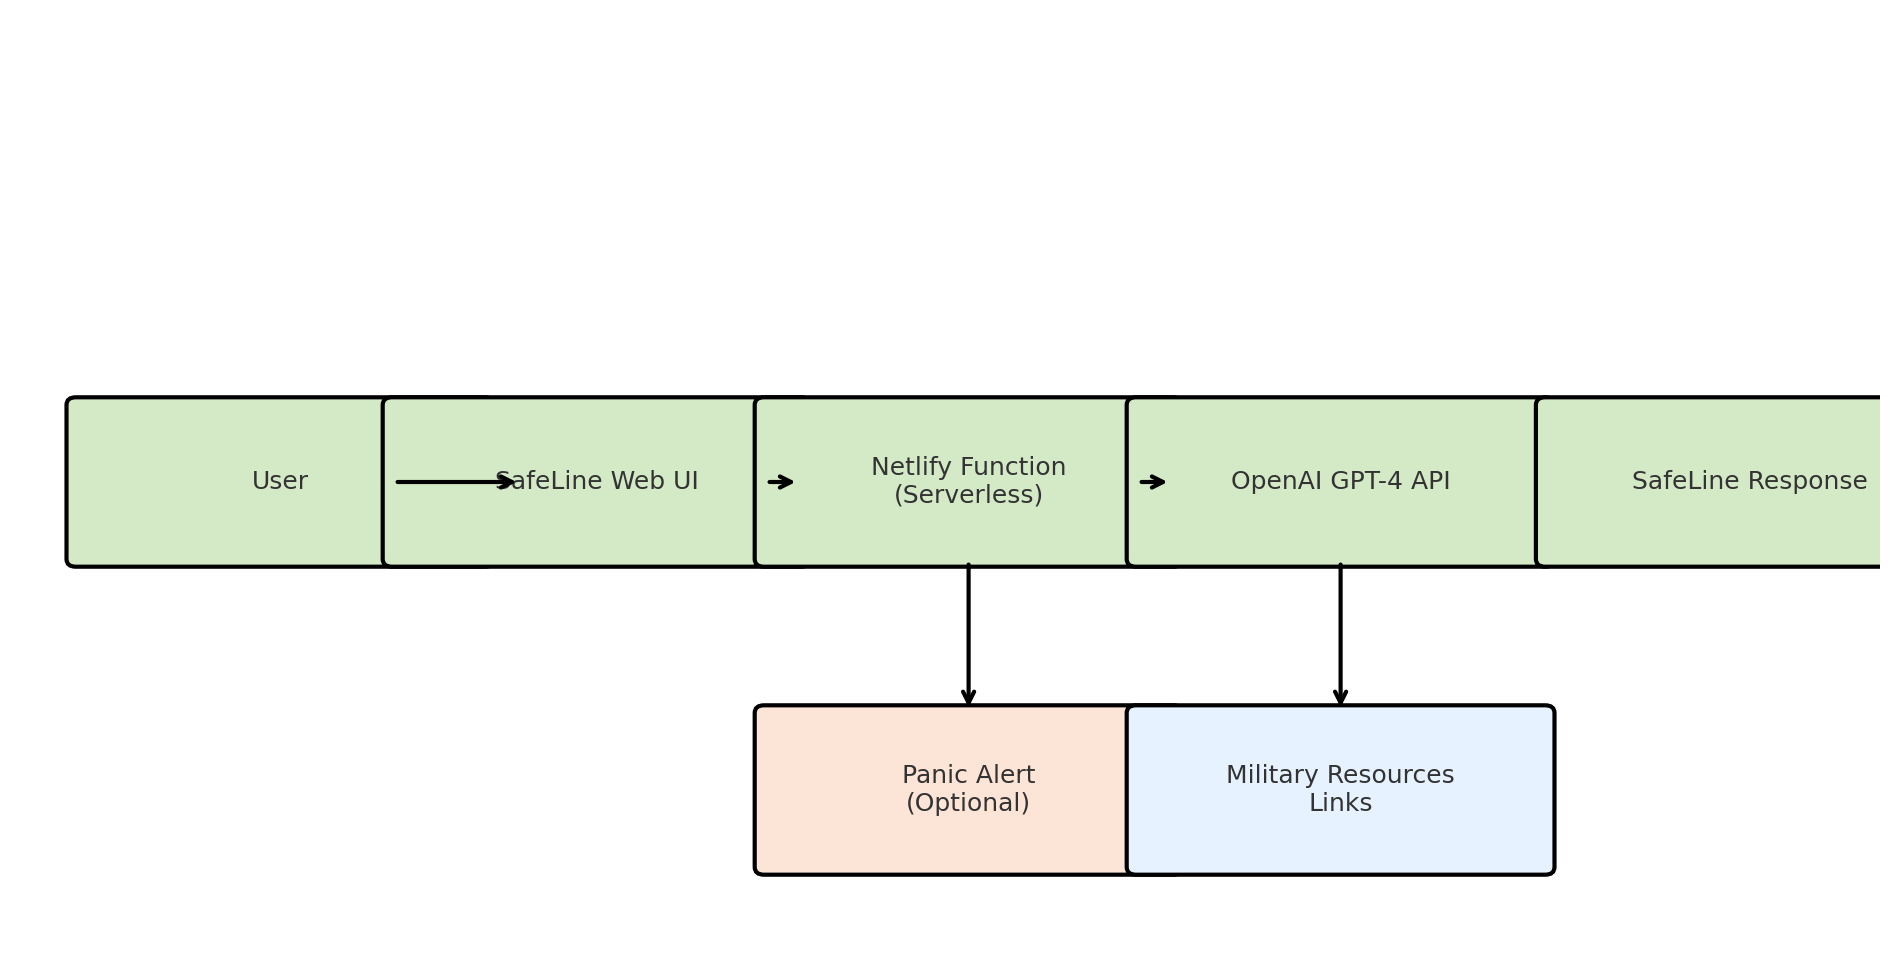 User
SafeLine Web UI
Netlify Function
(Serverless)
OpenAI GPT-4 API
SafeLine Response
Panic Alert
(Optional)
Military Resources
Links